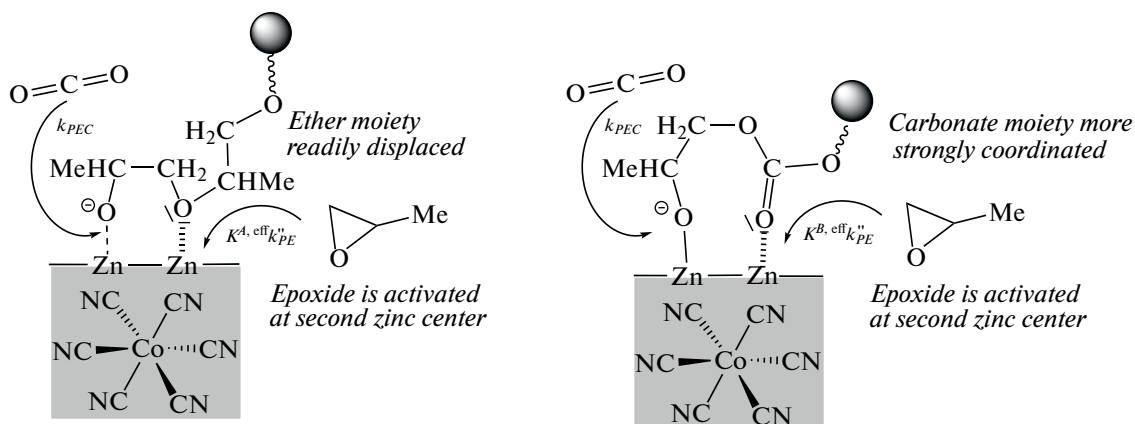 O C O
k_PEC
H₂C
O
Ether moiety
readily displaced
MeHC
CH₂
CHMe
⊖
O
O
K^A, eff k''_PE
O
Me
Zn
Zn
NC
CN
NC
Co
CN
NC
CN
Epoxide is activated
at second zinc center
O C O
k_PEC
H₂C
O
Carbonate moiety more
strongly coordinated
MeHC
C
O
⊖
O
O
K^B, eff k''_PE
O
Me
Zn
Zn
NC
CN
NC
Co
CN
NC
CN
Epoxide is activated
at second zinc center